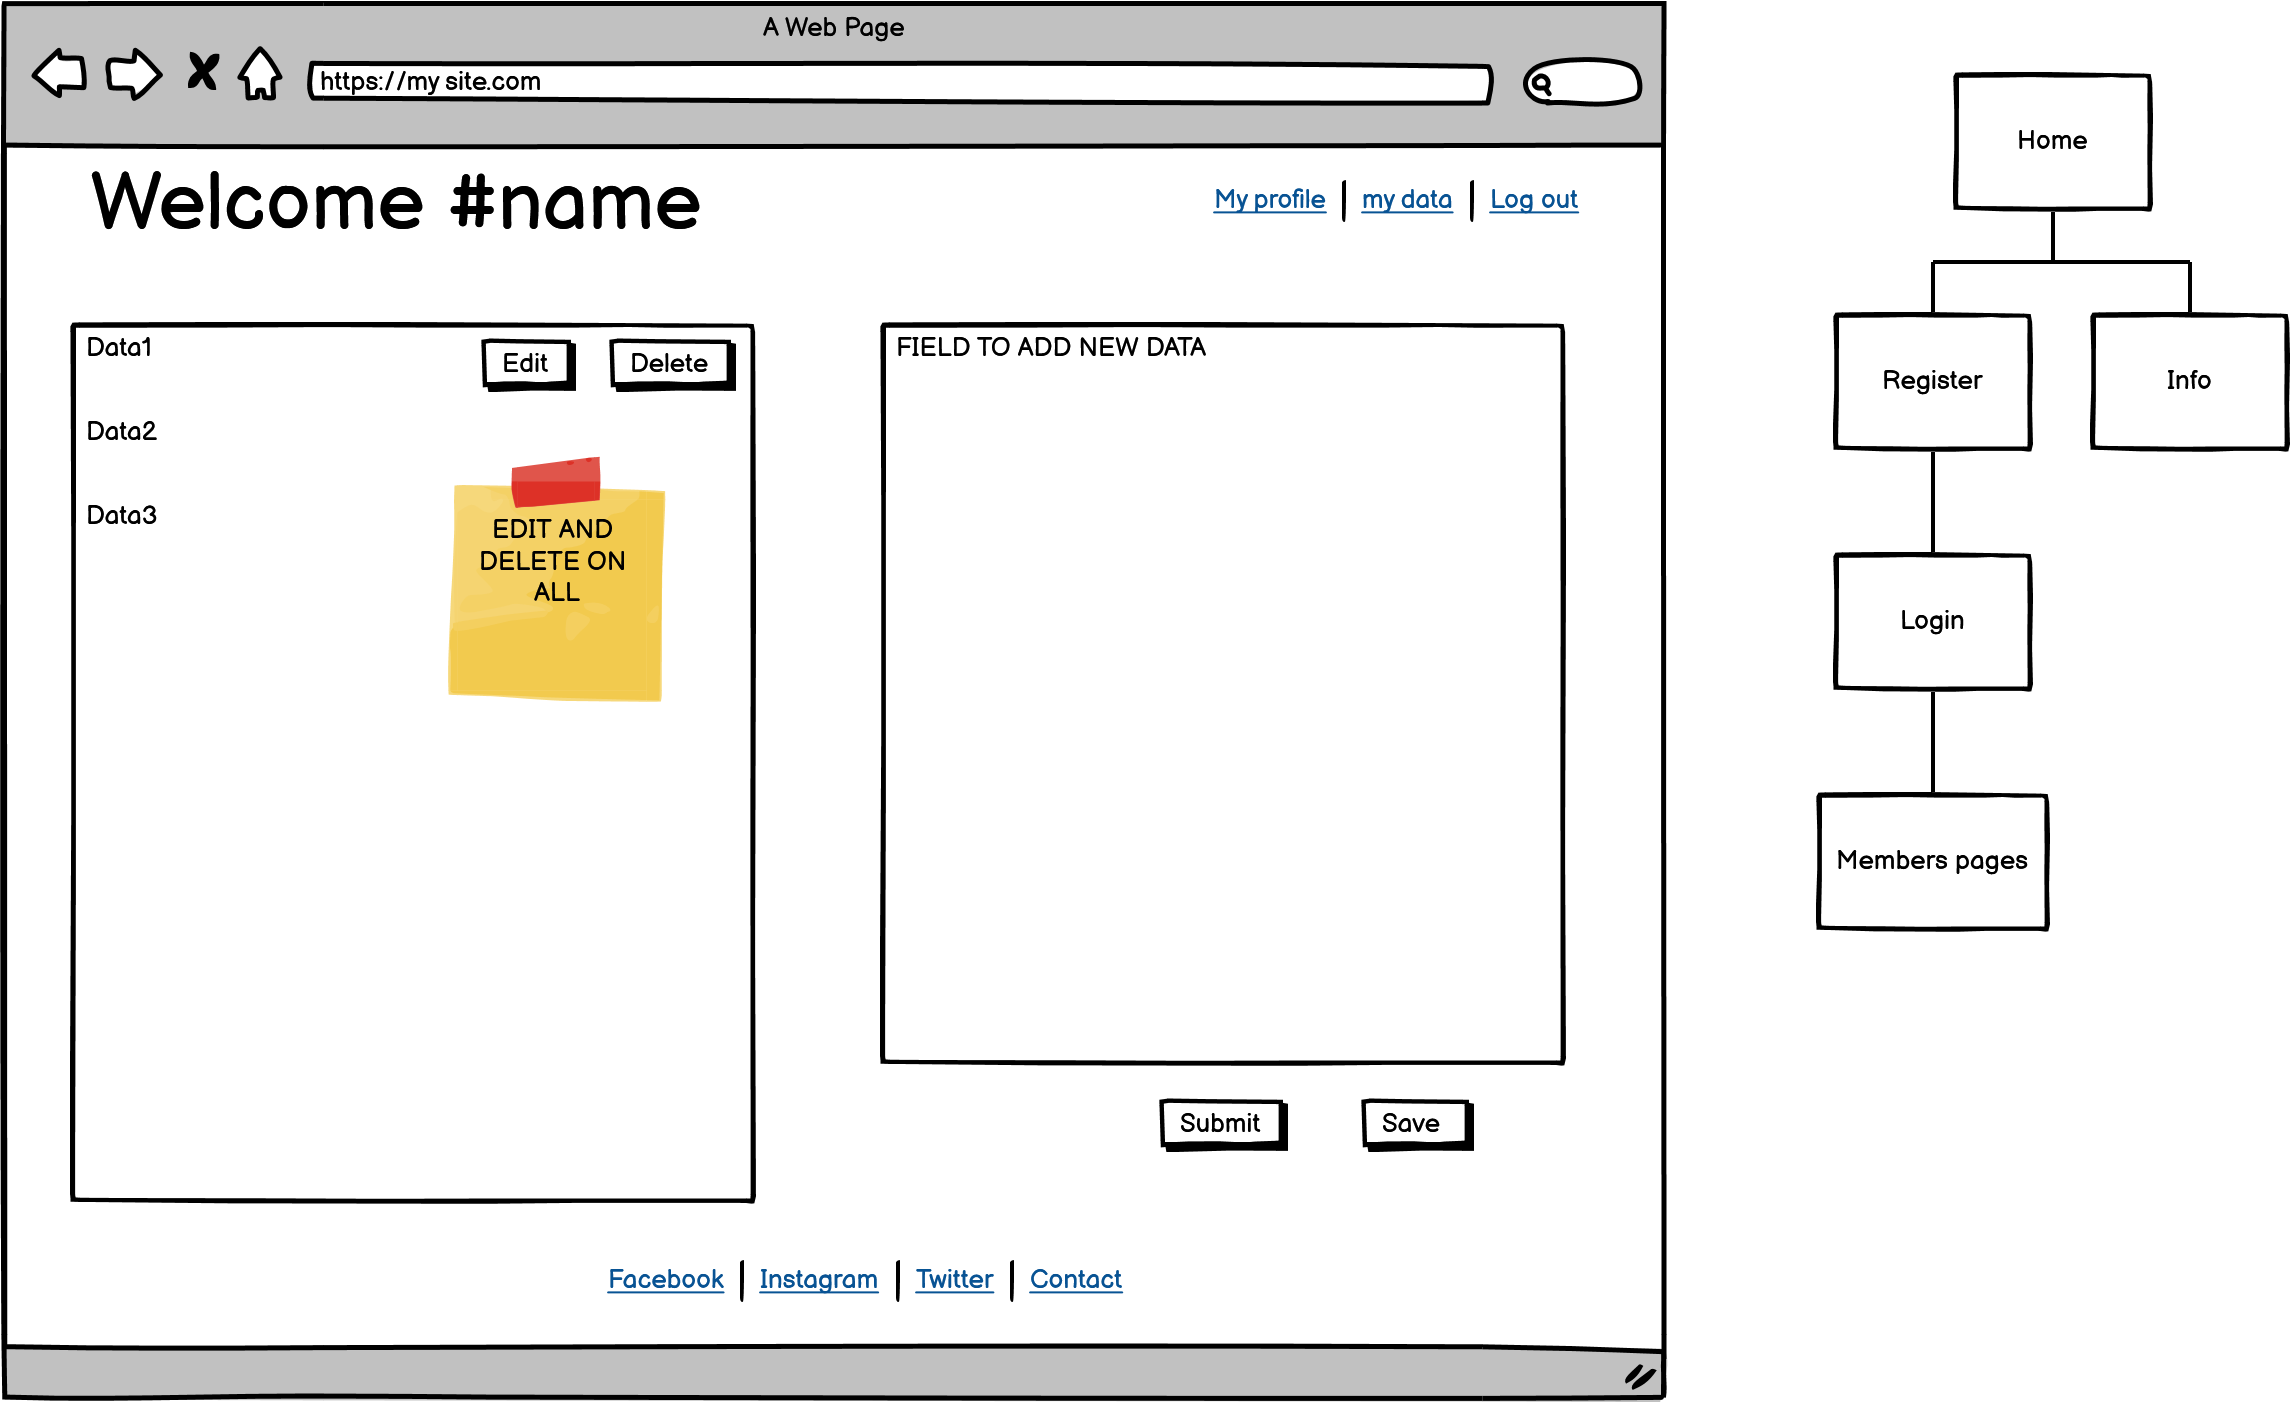 A Web Page
https://my site.com
Welcome #name
My profile
my data
Log out
Data1
Edit
Delete
Data2
Data3
EDIT AND
DELETE ON
ALL
FIELD TO ADD NEW DATA
Submit
Save
Facebook
Instagram
Twitter
Contact
Home
Register
Info
Login
Members pages